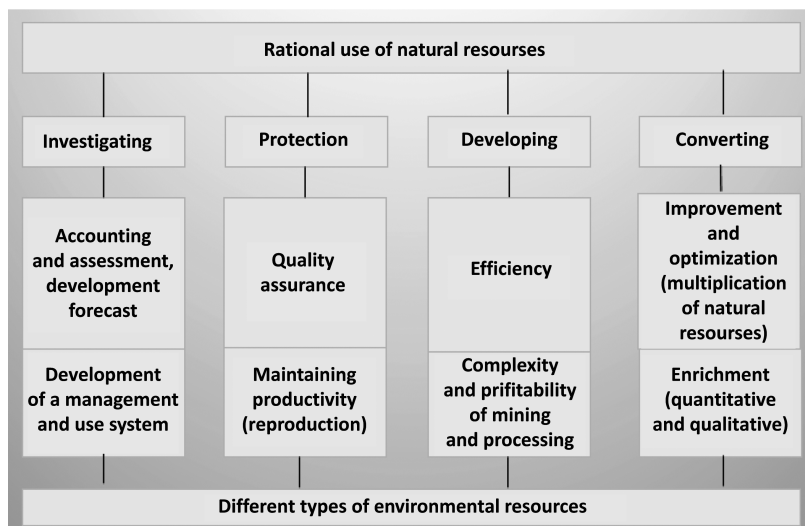 Rational use of natural resourses
Investigating
Protection
Developing
Converting
Accounting
and assessment,
development
forecast
Quality
assurance
Efficiency
Improvement
and
optimization
(multiplication
of natural
resourses)
Development
of a management
and use system
Maintaining
productivity
(reproduction)
Complexity
and prifitability
of mining
and processing
Enrichment
(quantitative
and qualitative)
Different types of environmental resources